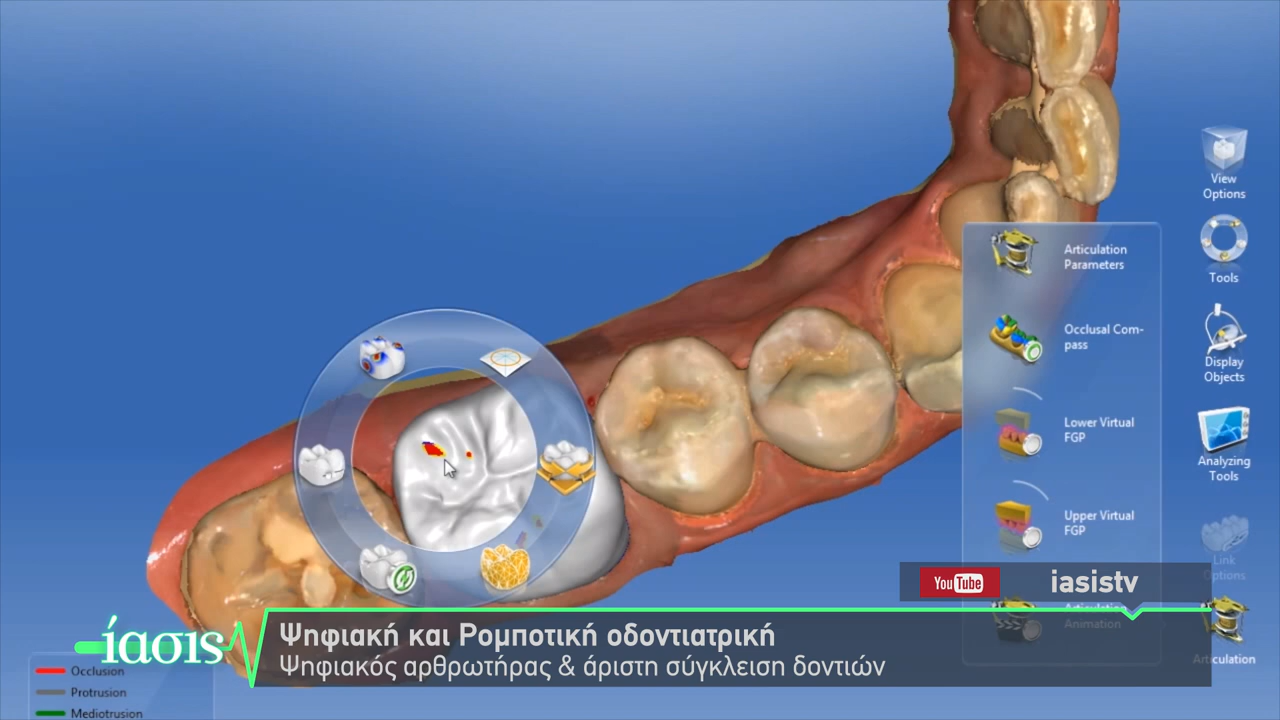 View
Options
Tools
Display
Objects
Analyzing
Tools
Link
Options
Articulation
Articulation
Parameters
Occlusal Com-
pass
Lower Virtual
FGP
Upper Virtual
FGP
Articulation
Animation
YouTube
iasistv
ίασις
Ψηφιακή και Ρομποτική οδοντιατρική
Ψηφιακός αρθρωτήρας & άριστη σύγκλειση δοντιών
Occlusion
Protrusion
Mediotrusion